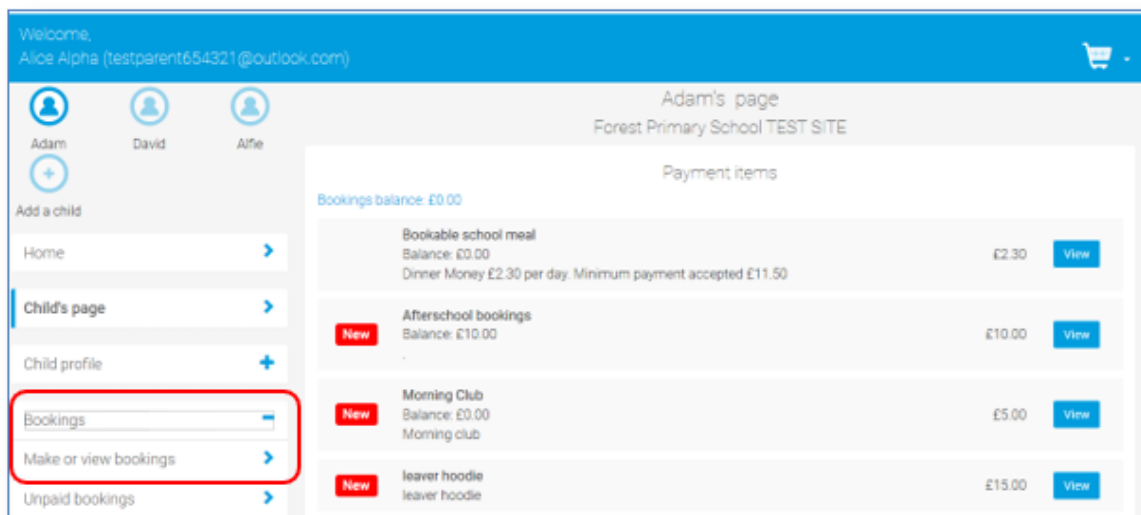 Welcome,
Alice Alpha (testparent654321@outlook.com)
Adam
David
Alfie
Add a child
Home
Child's page
Child profile
Bookings
Make or view bookings
Unpaid bookings
Adam's page
Forest Primary School TEST SITE
Payment items
Bookings balance: £0.00
Bookable school meal
Balance: £0.00
Dinner Money £2.30 per day. Minimum payment accepted £11.50
£2.30
View
New
Afterschool bookings
Balance: £10.00
.
£10.00
View
New
Morning Club
Balance: £0.00
Morning club
£5.00
View
New
leaver hoodie
leaver hoodie
£15.00
View